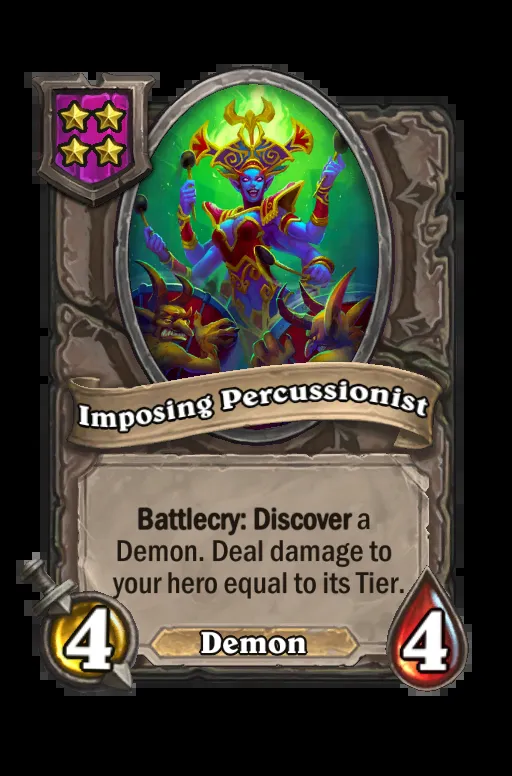 Imposing Percussionist
Battlecry: Discover a
Demon. Deal damage to
your hero equal to its Tier.
4
Demon
4